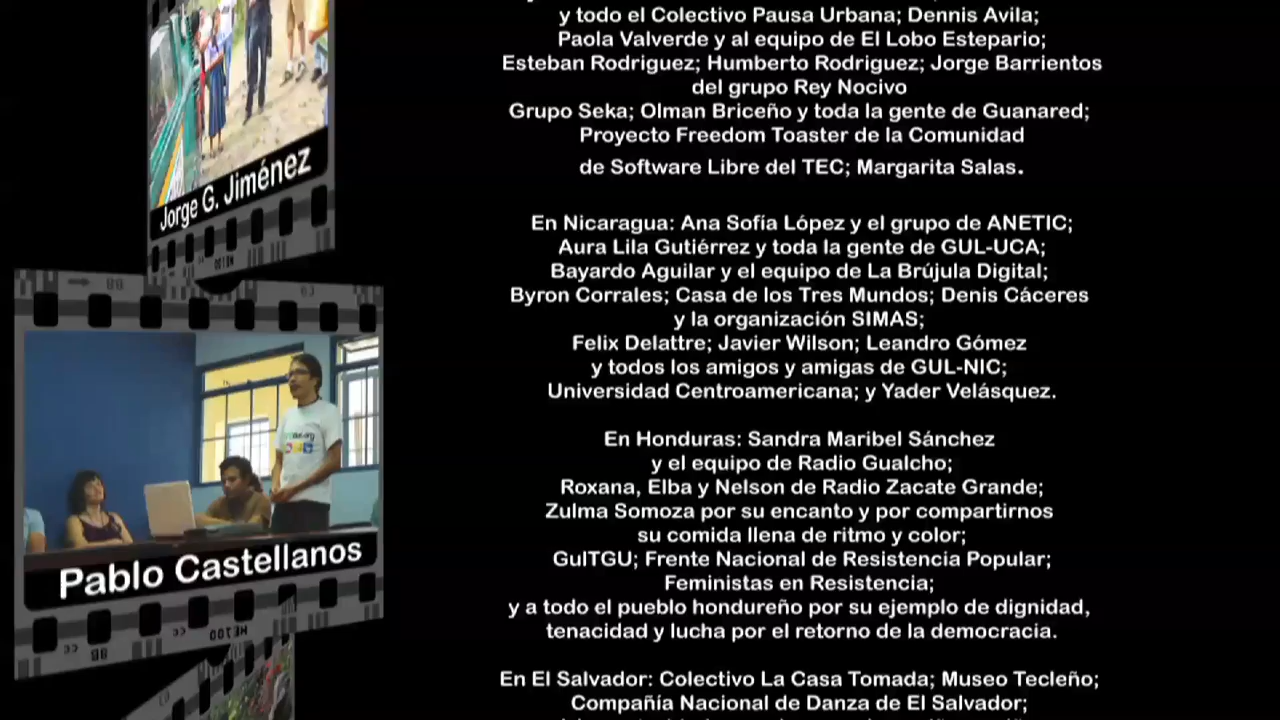 y todo el Colectivo Pausa Urbana; Dennis Avila;
Paola Valverde y al equipo de El Lobo Estepario;
Esteban Rodriguez; Humberto Rodriguez; Jorge Barrientos
del grupo Rey Nocivo
Grupo Seka; Olman Briceño y toda la gente de Guanared;
Proyecto Freedom Toaster de la Comunidad
de Software Libre del TEC; Margarita Salas.
En Nicaragua: Ana Sofía López y el grupo de ANETIC;
Aura Lila Gutiérrez y toda la gente de GUL-UCA;
Bayardo Aguilar y el equipo de La Brújula Digital;
Byron Corrales; Casa de los Tres Mundos; Denis Cáceres
y la organización SIMAS;
Felix Delattre; Javier Wilson; Leandro Gómez
y todos los amigos y amigas de GUL-NIC;
Universidad Centroamericana; y Yader Velásquez.
En Honduras: Sandra Maribel Sánchez
y el equipo de Radio Gualcho;
Roxana, Elba y Nelson de Radio Zacate Grande;
Zulma Somoza por su encanto y por compartirnos
su comida llena de ritmo y color;
GulTGU; Frente Nacional de Resistencia Popular;
Feministas en Resistencia;
y a todo el pueblo hondureño por su ejemplo de dignidad,
tenacidad y lucha por el retorno de la democracia.
En El Salvador: Colectivo La Casa Tomada; Museo Tecleño;
Compañía Nacional de Danza de El Salvador;
Jorge G. Jiménez
Pablo Castellanos